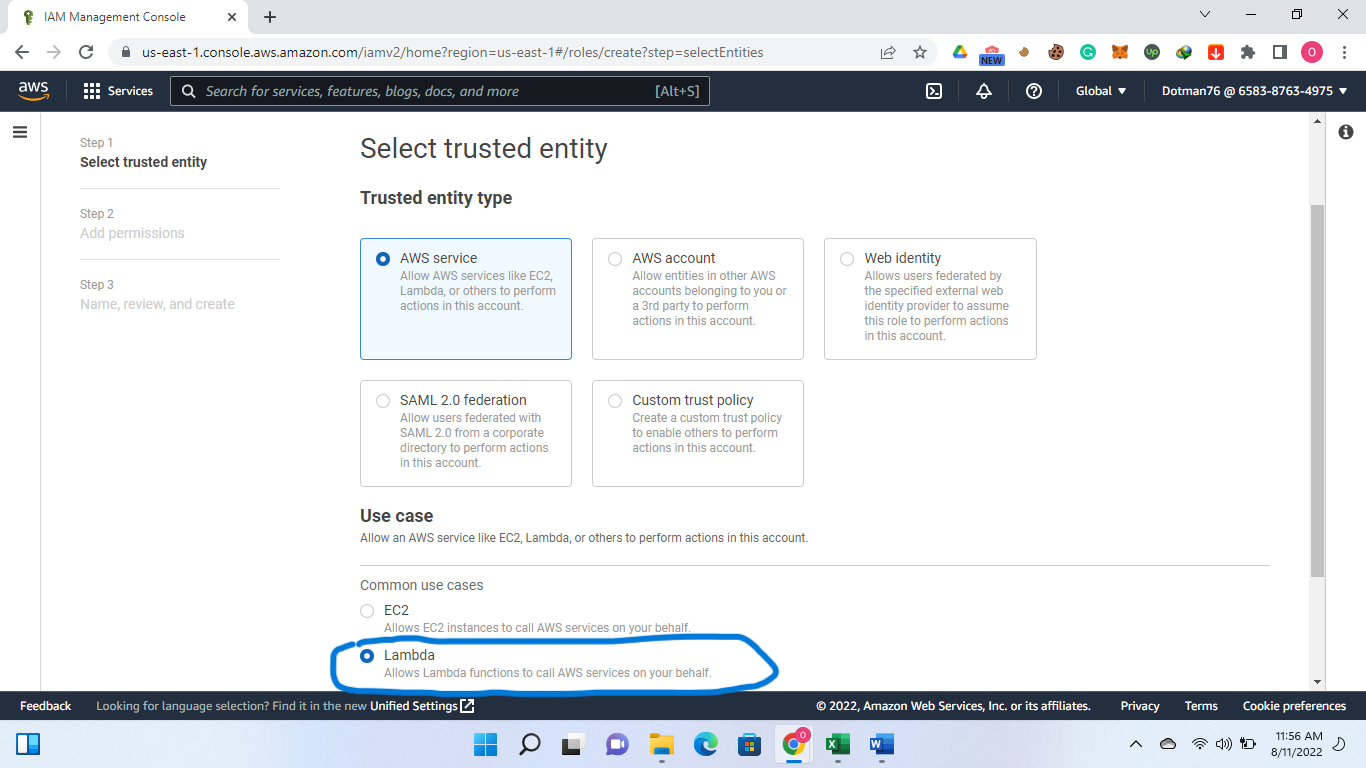 IAM Management Console
us-east-1.console.aws.amazon.com/iamv2/home?region=us-east-1#/roles/create?step=selectEntities
NEW
Up
O
aws
Services
Search for services, features, blogs, docs, and more
[Alt+S]
Global
Dotman76 @ 6583-8763-4975
Step 1
Select trusted entity
Step 2
Add permissions
Step 3
Name, review, and create
Select trusted entity
Trusted entity type
AWS service
Allow AWS services like EC2,
Lambda, or others to perform
actions in this account.
AWS account
Allow entities in other AWS
accounts belonging to you or
a 3rd party to perform
actions in this account.
Web identity
Allows users federated by
the specified external web
identity provider to assume
this role to perform actions
in this account.
SAML 2.0 federation
Allow users federated with
SAML 2.0 from a corporate
directory to perform actions
in this account.
Custom trust policy
Create a custom trust policy
to enable others to perform
actions in this account.
Use case
Allow an AWS service like EC2, Lambda, or others to perform actions in this account.
Common use cases
EC2
Allows EC2 instances to call AWS services on your behalf.
Lambda
Allows Lambda functions to call AWS services on your behalf.
Feedback
Looking for language selection? Find it in the new Unified Settings
© 2022, Amazon Web Services, Inc. or its affiliates.
Privacy
Terms
Cookie preferences
11:56 AM
8/11/2022